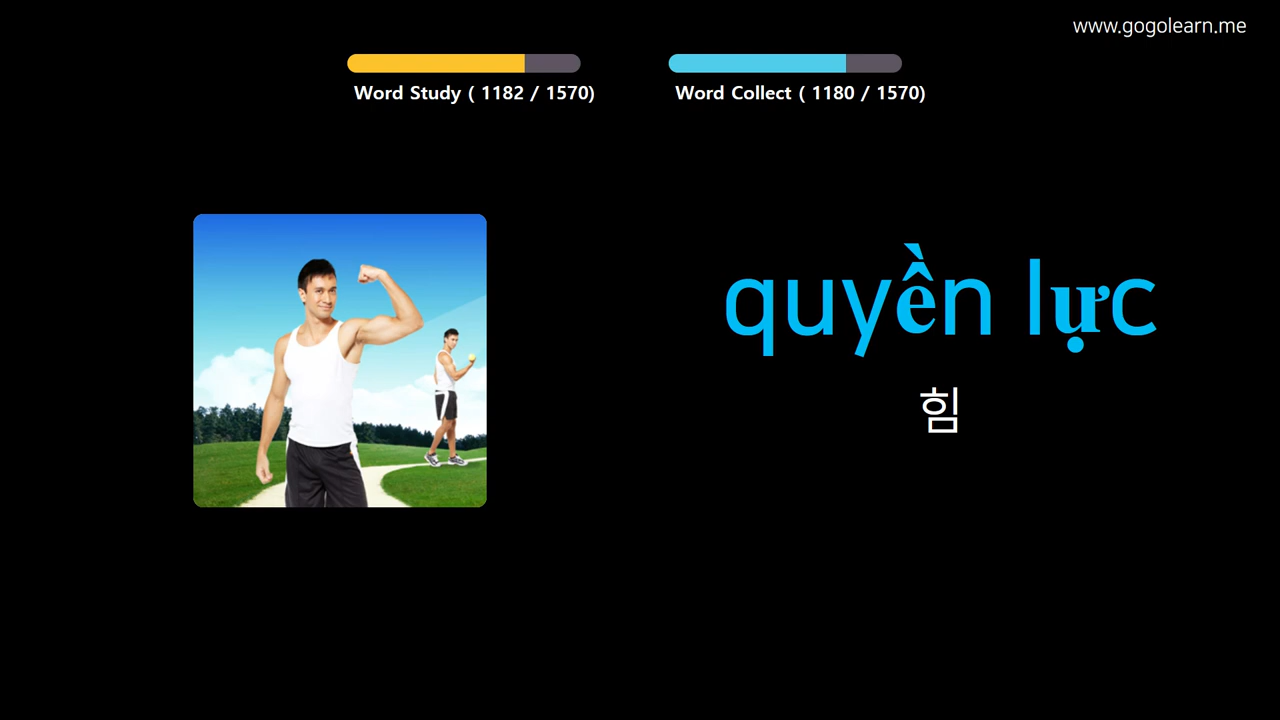 www.gogolearn.me
Word Study ( 1182 / 1570)
Word Collect ( 1180 / 1570)
quyền lực
힘